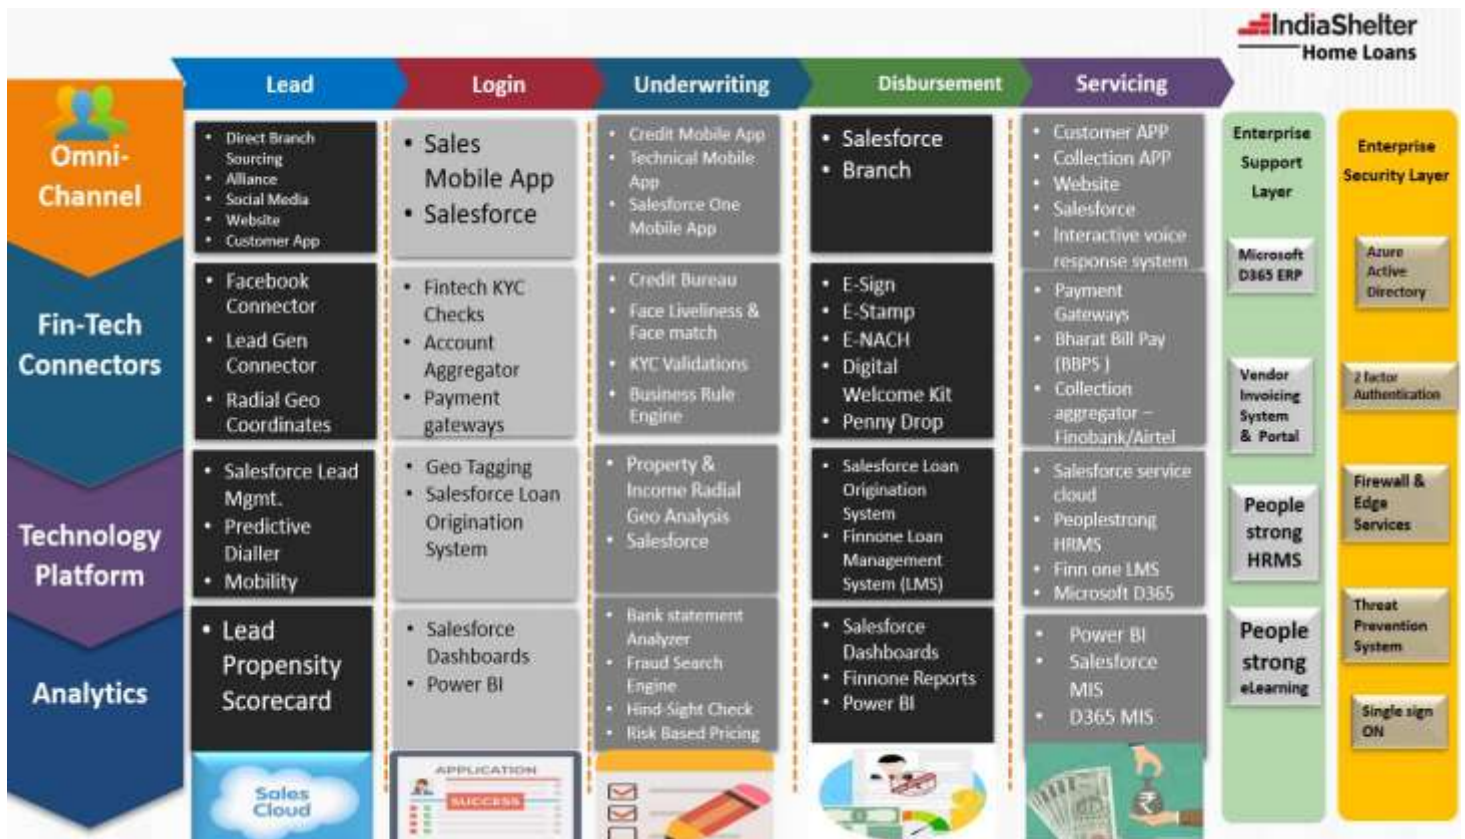 IndiaShelter
Home Loans
Lead
Login
Underwriting
Disbursement
Servicing
Omni-
Channel
• Direct Branch
Sourcing
• Alliance
• Social Media
• Website
• Customer App
• Sales
Mobile App
• Salesforce
• Credit Mobile App
• Technical Mobile
App
• Salesforce One
Mobile App
• Salesforce
• Branch
• Customer APP
• Collection APP
• Website
• Salesforce
• Interactive voice
response system
Fin-Tech
Connectors
• Facebook
Connector
• Lead Gen
Connector
• Radial Geo
Coordinates
• Fintech KYC
Checks
• Account
Aggregator
• Payment
gateways
• Credit Bureau
• Face Liveliness &
Face match
• KYC Validations
• Business Rule
Engine
• E-Sign
• E-Stamp
• E-NACH
• Digital
Welcome Kit
• Penny Drop
• Payment
Gateways
• Bharat Bill Pay
(BBPS )
• Collection
aggregator –
Finobank/Airtel
Technology
Platform
• Salesforce Lead
Mgmt.
• Predictive
Dialler
• Mobility
• Geo Tagging
• Salesforce Loan
Origination
System
• Property &
Income Radial
Geo Analysis
• Salesforce
• Salesforce Loan
Origination
System
• Finnone Loan
Management
System (LMS)
• Salesforce service
cloud
• Peoplestrong
HRMS
• Finn one LMS
• Microsoft D365
Analytics
• Lead
Propensity
Scorecard
• Salesforce
Dashboards
• Power BI
• Bank statement
Analyzer
• Fraud Search
Engine
• Hind-Sight Check
• Risk Based Pricing
• Salesforce
Dashboards
• Finnone Reports
• Power BI
• Power BI
• Salesforce
MIS
• D365 MIS
Sales
Cloud
APPLICATION
SUCCESS
Enterprise
Support
Layer
Microsoft
D365 ERP
Vendor
Invoicing
System
& Portal
People
strong
HRMS
People
strong
eLearning
Enterprise
Security Layer
Azure
Active
Directory
2 factor
Authentication
Firewall &
Edge
Services
Threat
Prevention
System
Single sign
ON